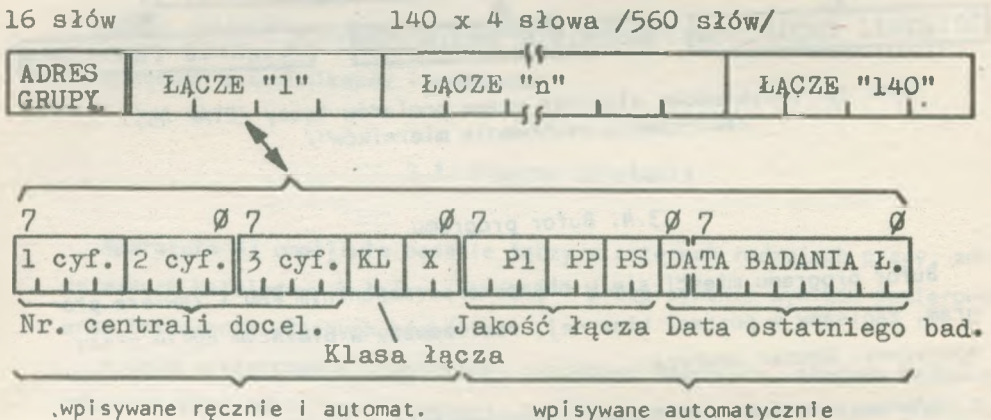 16 słów 140 x 4 słowa /560 słów/
ADRES GRUPY. ŁĄCZE "1" ŁĄCZE "n" ŁĄCZE "140"
7 Ø 7 Ø 7 Ø 7 Ø
1 cyf. 2 cyf. 3 cyf. KL X P1 PP PS DATA BADANIA Ł.
Nr. centrali docel. Jakość łącza Data ostatniego bad.
Klasa łącza
wpisywane ręcznie i automat. wpisywane automatycznie